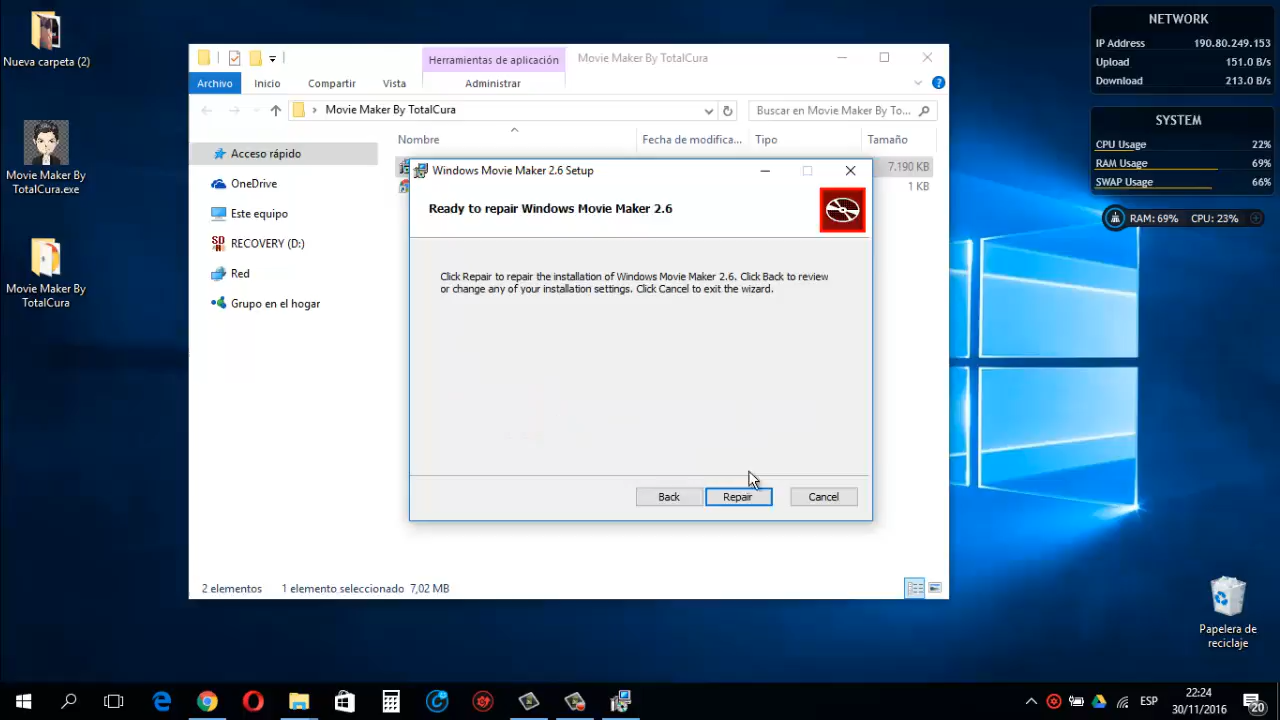 Nueva carpeta (2)
Movie Maker By
TotalCura.exe
Movie Maker By
TotalCura
Herramientas de aplicación
Movie Maker By TotalCura
Archivo
Inicio
Compartir
Vista
Administrar
Movie Maker By TotalCura
Buscar en Movie Maker By To...
Nombre
Fecha de modifica...
Tipo
Tamaño
7.190 KB
1 KB
Acceso rápido
OneDrive
Este equipo
RECOVERY (D:)
Red
Grupo en el hogar
Windows Movie Maker 2.6 Setup
Ready to repair Windows Movie Maker 2.6
Click Repair to repair the installation of Windows Movie Maker 2.6. Click Back to review
or change any of your installation settings. Click Cancel to exit the wizard.
Back
Repair
Cancel
2 elementos
1 elemento seleccionado 7,02 MB
NETWORK
IP Address 190.80.249.153
Upload 151.0 B/s
Download 213.0 B/s
SYSTEM
CPU Usage 22%
RAM Usage 69%
SWAP Usage 66%
RAM: 69% CPU: 23%
Papelera de
reciclaje
ESP
22:24
30/11/2016
20